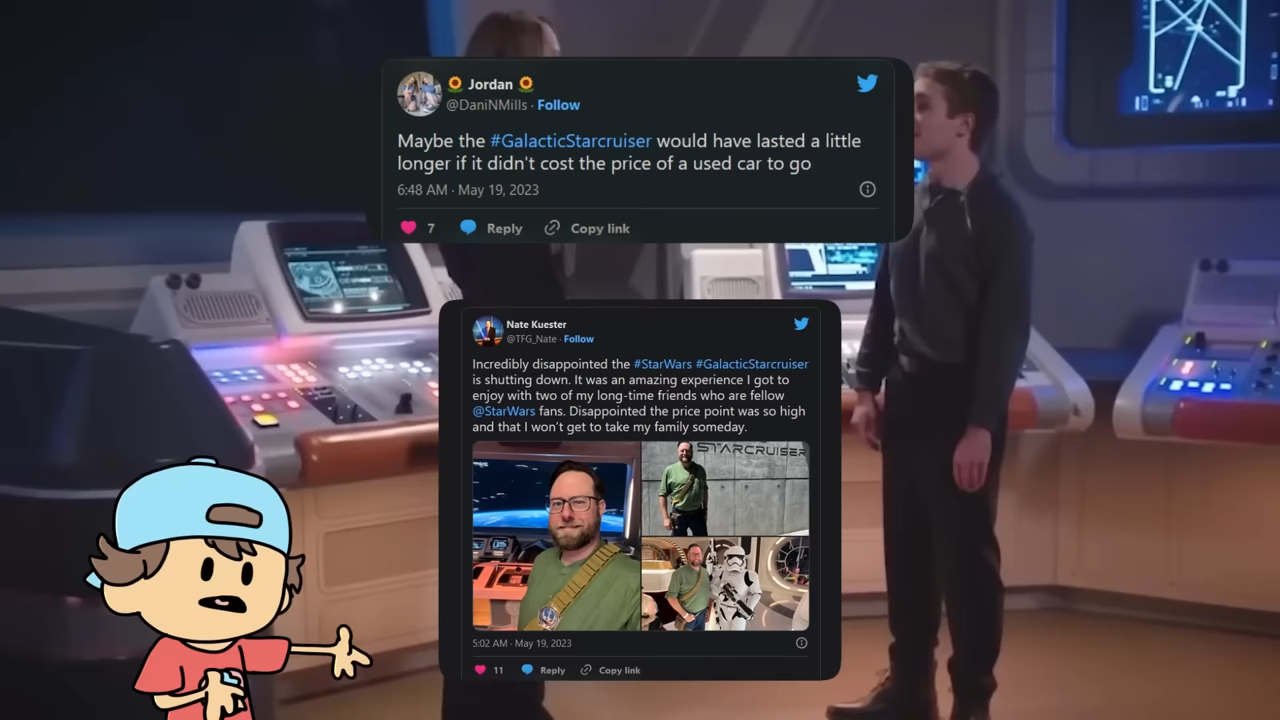 🌻 Jordan 🌻
@DaniNMills · Follow
Maybe the #GalacticStarcruiser would have lasted a little
longer if it didn't cost the price of a used car to go
6:48 AM · May 19, 2023
7 Reply Copy link
Nate Kuester
@TFG_Nate · Follow
Incredibly disappointed the #StarWars #GalacticStarcruiser
is shutting down. It was an amazing experience I got to
enjoy with two of my long-time friends who are fellow
@StarWars fans. Disappointed the price point was so high
and that I won't get to take my family someday.
STARCRUISER
5:02 AM · May 19, 2023
11 Reply Copy link